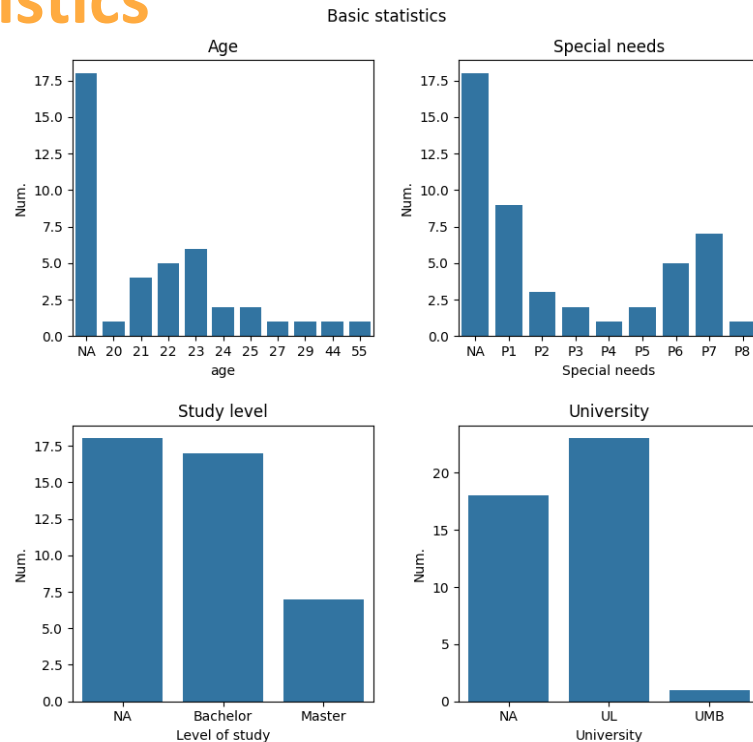 istics
Basic statistics
Age
17.5
15.0
12.5
10.0
7.5
5.0
2.5
0.0
Num.
NA 20 21 22 23 24 25 27 29 44 55
age
Special needs
17.5
15.0
12.5
10.0
7.5
5.0
2.5
0.0
Num.
NA P1 P2 P3 P4 P5 P6 P7 P8
Special needs
Study level
17.5
15.0
12.5
10.0
7.5
5.0
2.5
0.0
Num.
NA Bachelor Master
Level of study
University
20
15
10
5
0
Num.
NA UL UMB
University